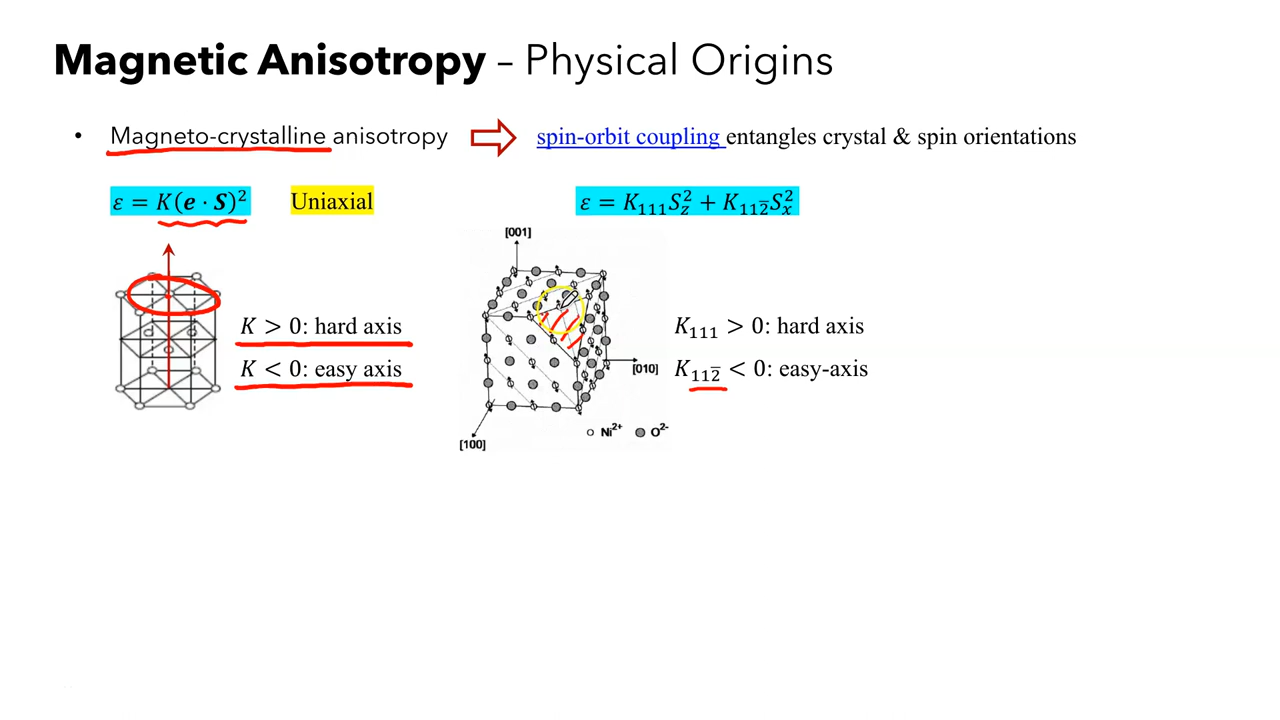 Magnetic Anisotropy – Physical Origins
• Magneto-crystalline anisotropy ⇨ spin-orbit coupling entangles crystal & spin orientations
ε = K(e · S)² Uniaxial
ε = K₁₁₁S_z² + K₁₁2̅S_x²
[001]
K > 0: hard axis
K < 0: easy axis
[010]
[100]
Ni²⁺ O²⁻
K₁₁₁ > 0: hard axis
K₁₁2̅ < 0: easy-axis